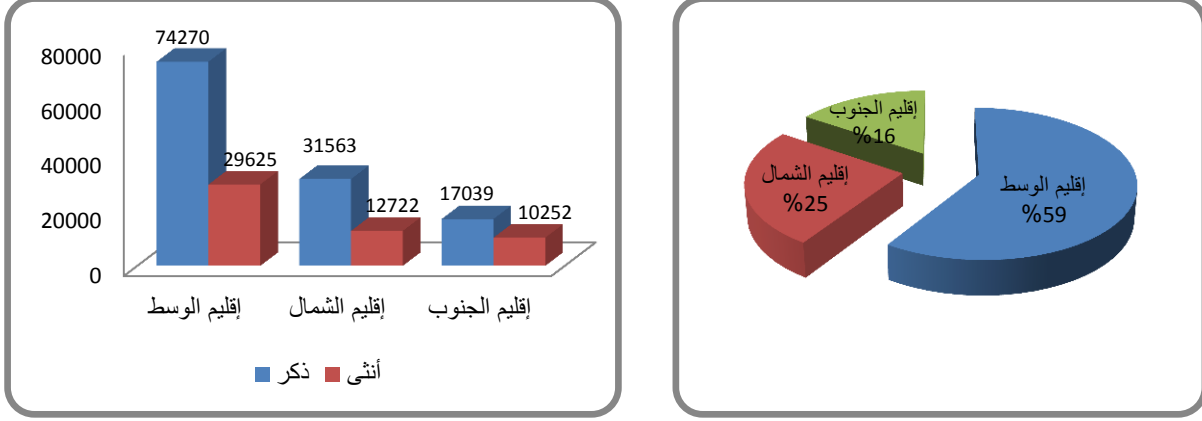 74270
29625
31563
12722
17039
10252
80000
60000
40000
20000
0
إقليم الوسط
إقليم الشمال
إقليم الجنوب
ذكر
أنثى
إقليم الجنوب
%16
إقليم الشمال
%25
إقليم الوسط
%59